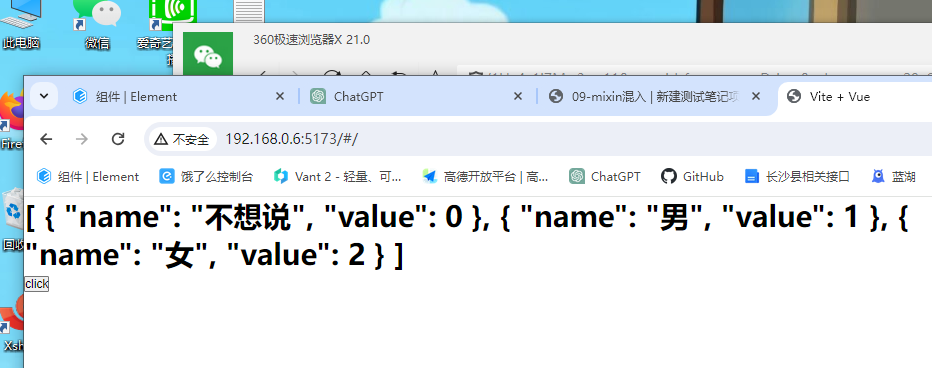 此电脑
微信
爱奇艺
360极速浏览器X 21.0
组件 | Element
ChatGPT
09-mixin混入 | 新建测试笔记项
Vite + Vue
不安全
192.168.0.6:5173/#/
组件 | Element
饿了么控制台
Vant 2 - 轻量、可...
高德开放平台 | 高...
ChatGPT
GitHub
长沙县相关接口
蓝湖
[ { "name": "不想说", "value": 0 }, { "name": "男", "value": 1 }, {
"name": "女", "value": 2 } ]
click
Firef
回收
Xsh